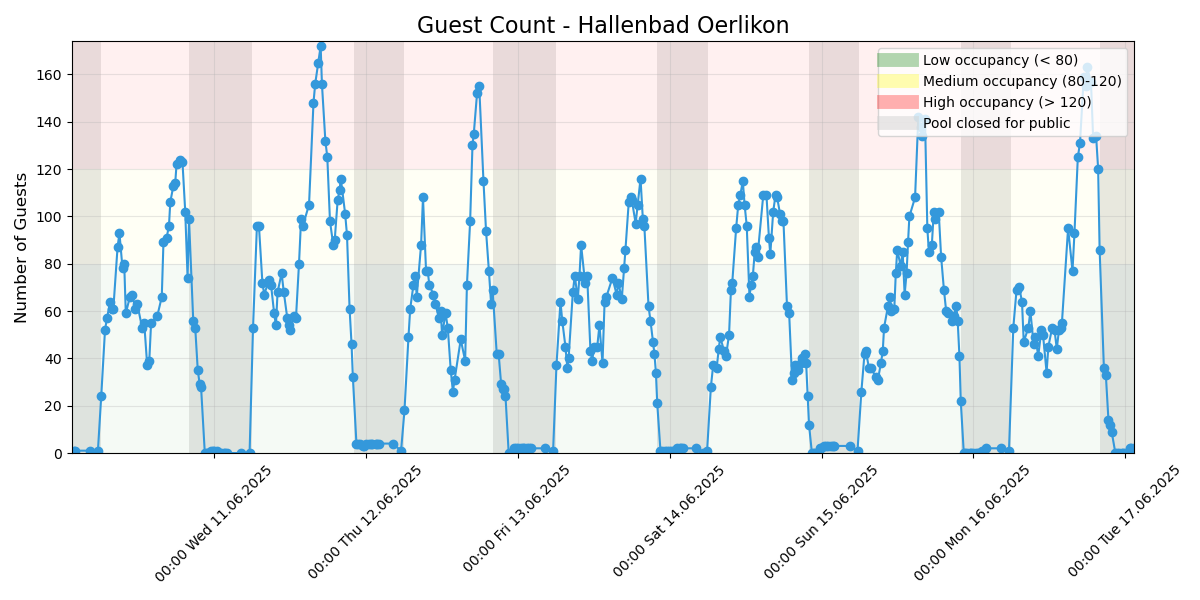 Guest Count - Hallenbad Oerlikon
Number of Guests
160
140
120
100
80
60
40
20
0
Low occupancy (< 80)
Medium occupancy (80-120)
High occupancy (> 120)
Pool closed for public
00:00 Wed 11.06.2025
00:00 Thu 12.06.2025
00:00 Fri 13.06.2025
00:00 Sat 14.06.2025
00:00 Sun 15.06.2025
00:00 Mon 16.06.2025
00:00 Tue 17.06.2025